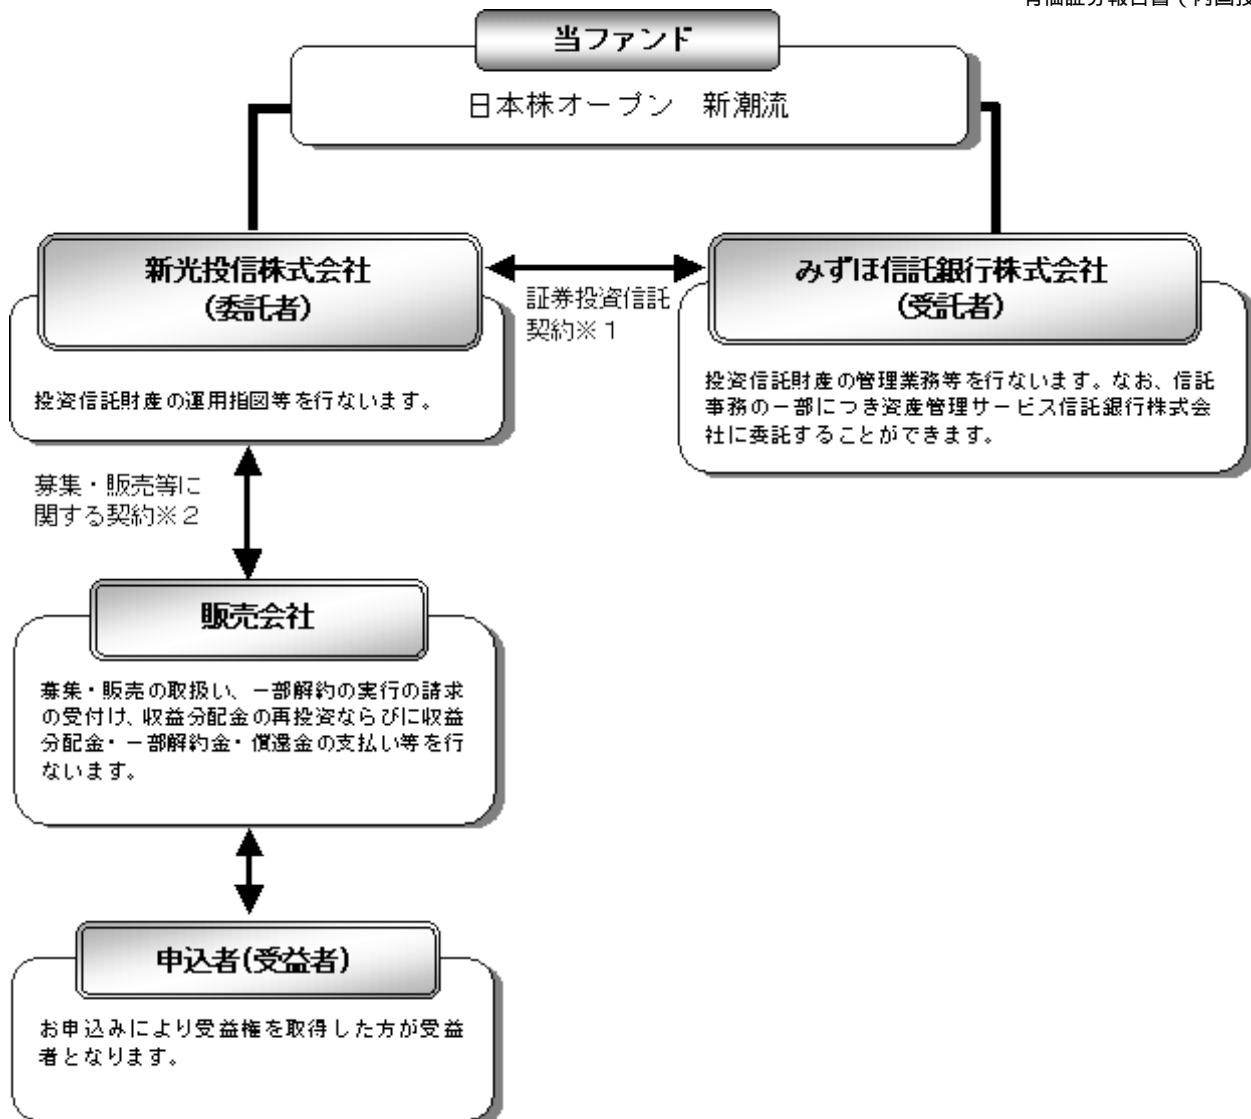 当ファンド
日本株オープン 新潮流
新光投信株式会社
(委託者)
投資信託財産の運用指図等を行ないます。
証券投資信託
契約※1
みずほ信託銀行株式会社
(受託者)
投資信託財産の管理業務等を行ないます。なお、信託
事務の一部につき資産管理サービス信託銀行株式会
社に委託することができます。
募集・販売等に
関する契約※2
販売会社
募集・販売の取扱い、一部解約の実行の請求
の受付け、収益分配金の再投資ならびに収益
分配金・一部解約金・償還金の支払い等を行
ないます。
申込者(受益者)
お申込みにより受益権を取得した方が受益
者となります。